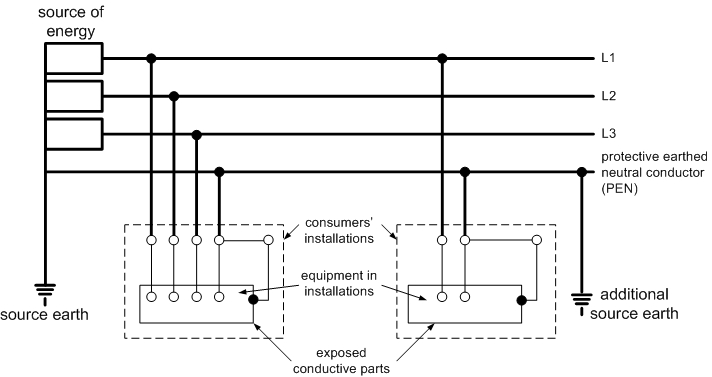 source of
energy
L1
L2
L3
protective earthed
neutral conductor
(PEN)
consumers'
installations
equipment in
installations
source earth
additional
source earth
exposed
conductive parts